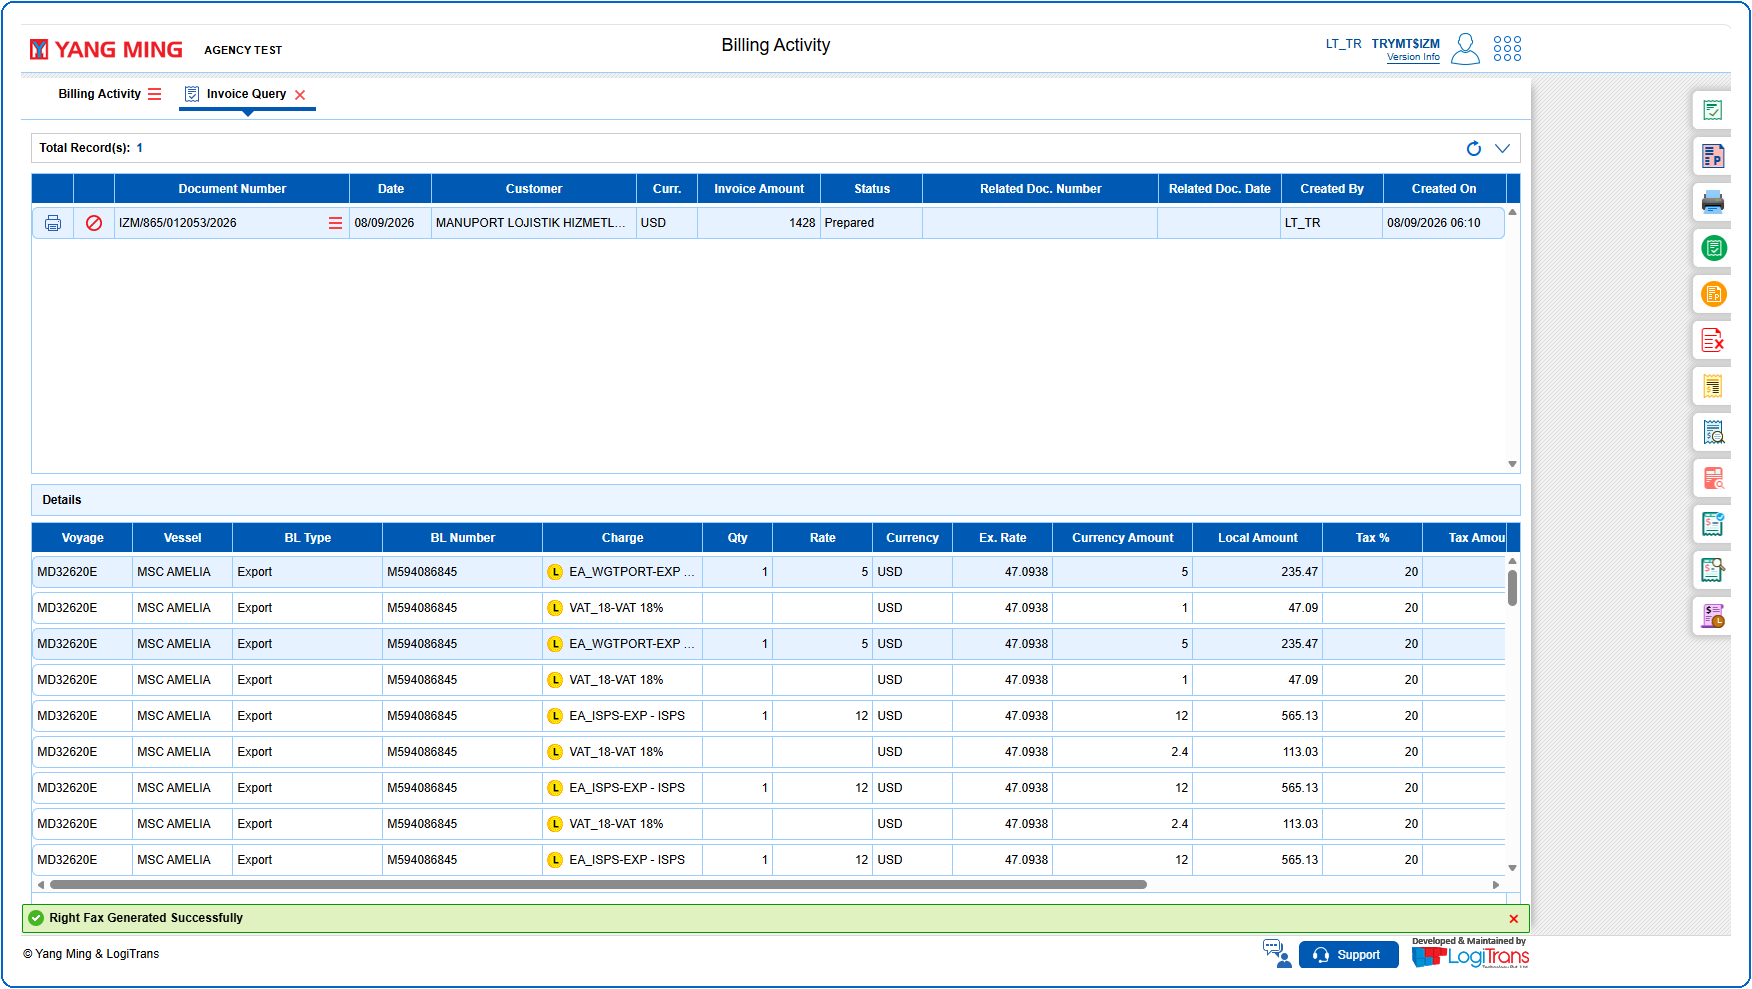 YANG MING AGENCY TEST
Billing Activity
LT_TR TRYMT$IZM
Version Info
Billing Activity Invoice Query
Total Record(s): 1
Document Number Date Customer Curr. Invoice Amount Status Related Doc. Number Related Doc. Date Created By Created On
IZM/865/012053/2026 08/09/2026 MANUPORT LOJISTIK HIZMETL... USD 1428 Prepared LT_TR 08/09/2026 06:10
Details
Voyage Vessel BL Type BL Number Charge Qty Rate Currency Ex. Rate Currency Amount Local Amount Tax % Tax Amou
MD32620E MSC AMELIA Export M594086845 L EA_WGTPORT-EXP ... 1 5 USD 47.0938 5 235.47 20
MD32620E MSC AMELIA Export M594086845 L VAT_18-VAT 18% USD 47.0938 1 47.09 20
MD32620E MSC AMELIA Export M594086845 L EA_WGTPORT-EXP ... 1 5 USD 47.0938 5 235.47 20
MD32620E MSC AMELIA Export M594086845 L VAT_18-VAT 18% USD 47.0938 1 47.09 20
MD32620E MSC AMELIA Export M594086845 L EA_ISPS-EXP - ISPS 1 12 USD 47.0938 12 565.13 20
MD32620E MSC AMELIA Export M594086845 L VAT_18-VAT 18% USD 47.0938 2.4 113.03 20
MD32620E MSC AMELIA Export M594086845 L EA_ISPS-EXP - ISPS 1 12 USD 47.0938 12 565.13 20
MD32620E MSC AMELIA Export M594086845 L VAT_18-VAT 18% USD 47.0938 2.4 113.03 20
MD32620E MSC AMELIA Export M594086845 L EA_ISPS-EXP - ISPS 1 12 USD 47.0938 12 565.13 20
Right Fax Generated Successfully
© Yang Ming & LogiTrans
Support
Developed & Maintained by
LogiTrans